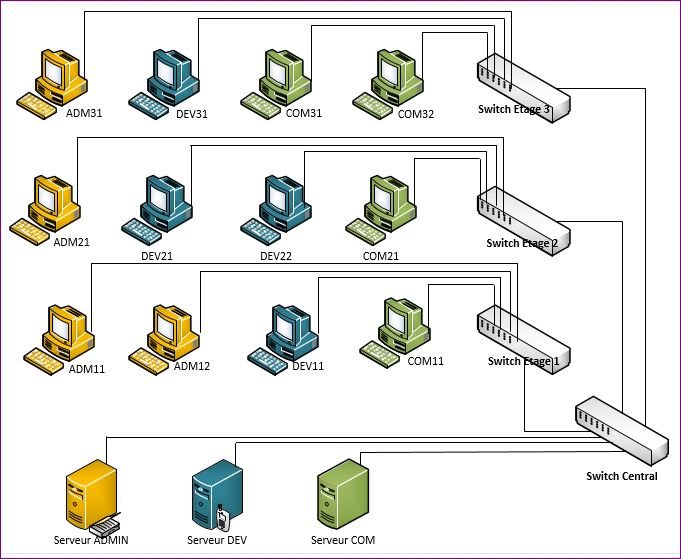 ADM31
DEV31
COM31
COM32
Switch Etage 3
ADM21
DEV21
DEV22
COM21
Switch Etage 2
ADM11
ADM12
DEV11
COM11
Switch Etage 1
Switch Central
Serveur ADMIN
Serveur DEV
Serveur COM